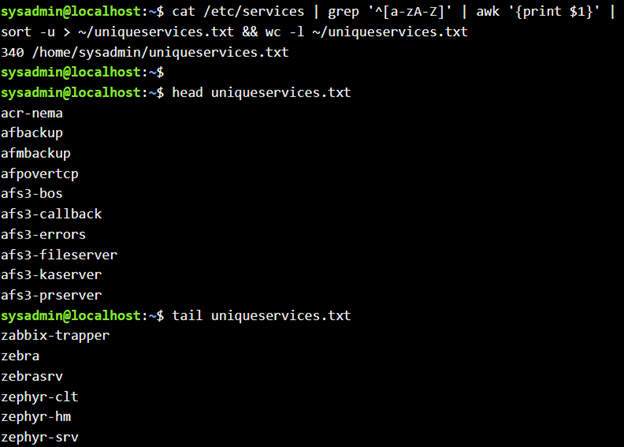 sysadmin@localhost:~$ cat /etc/services | grep '^[a-zA-Z]' | awk '{print $1}' |
sort -u > ~/uniqueservices.txt && wc -l ~/uniqueservices.txt
340 /home/sysadmin/uniqueservices.txt
sysadmin@localhost:~$
sysadmin@localhost:~$ head uniqueservices.txt
acr-nema
afbackup
afmbackup
afpovertcp
afs3-bos
afs3-callback
afs3-errors
afs3-fileserver
afs3-kaserver
afs3-prserver
sysadmin@localhost:~$ tail uniqueservices.txt
zabbix-trapper
zebra
zebrasrv
zephyr-clt
zephyr-hm
zephyr-srv